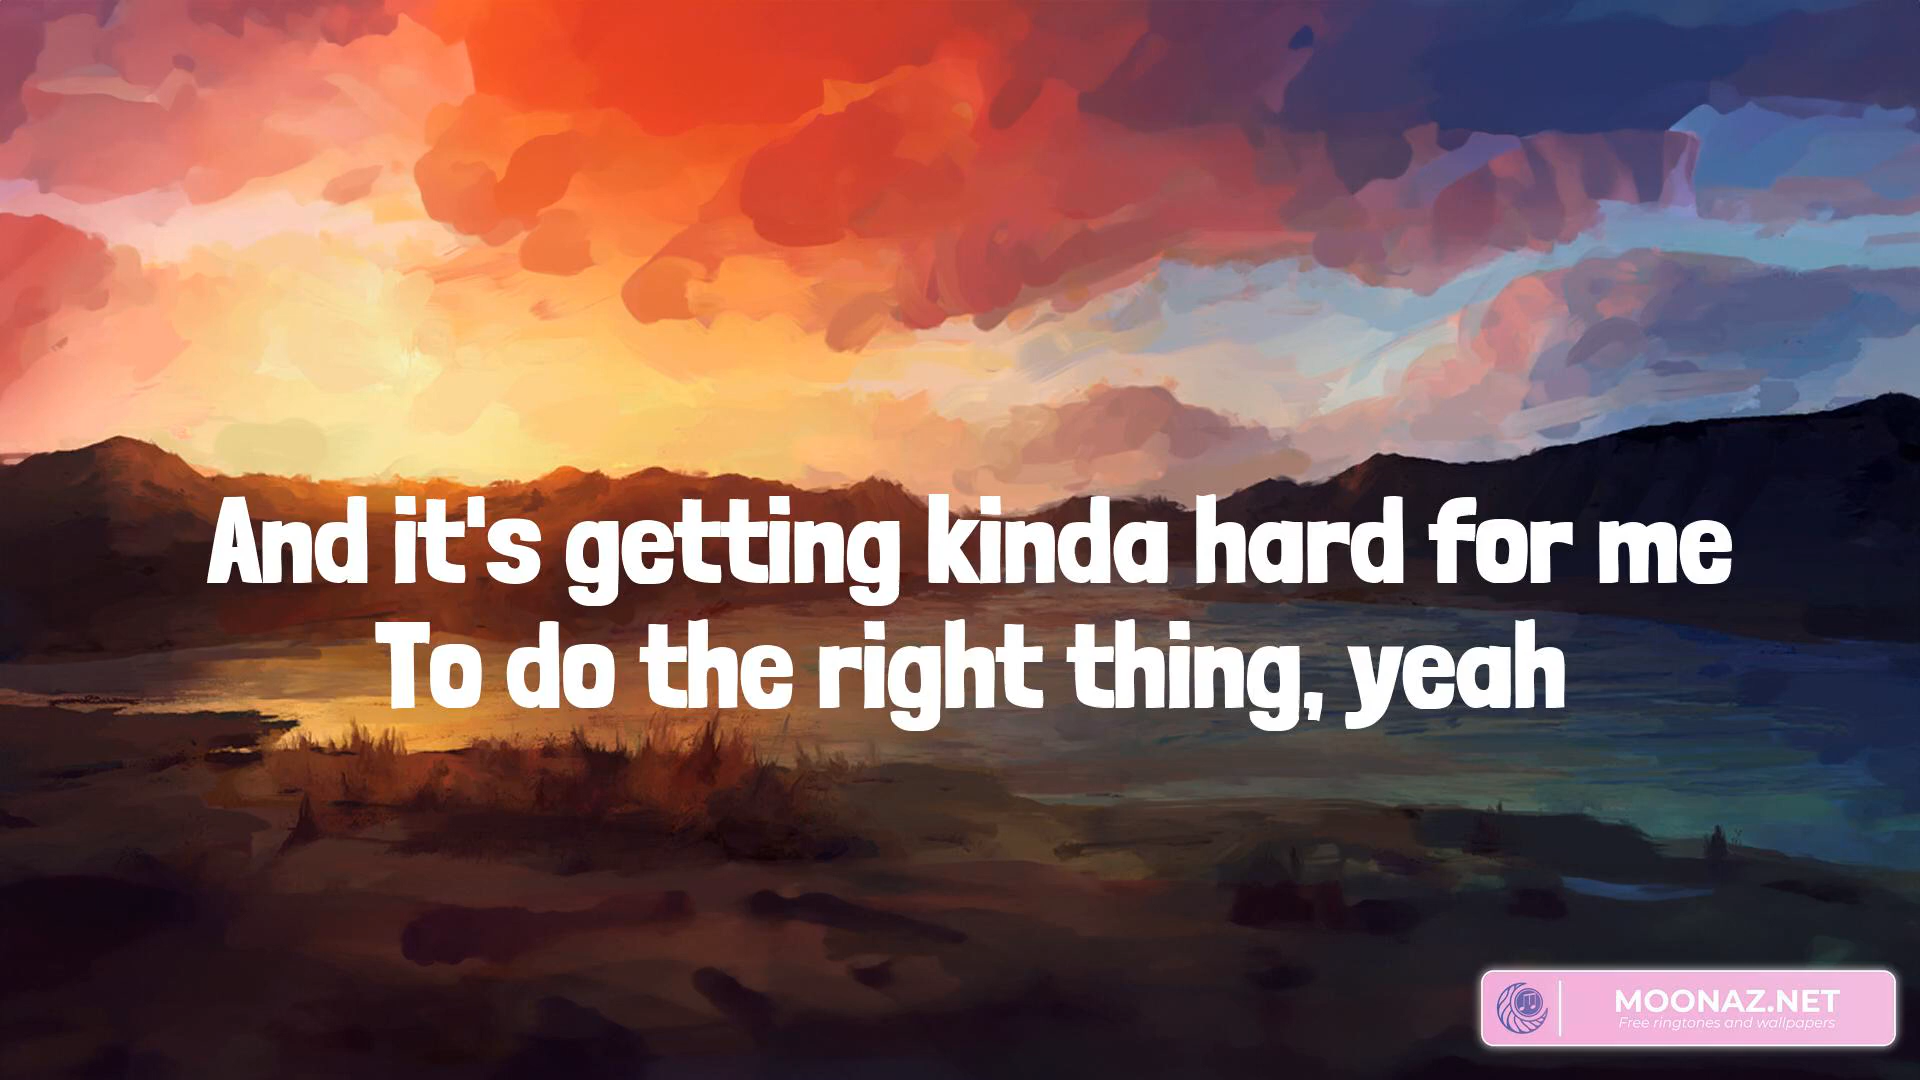 And it's getting kinda hard for me
To do the right thing, yeah
MOONAZ.NET
Free ringtones and wallpapers